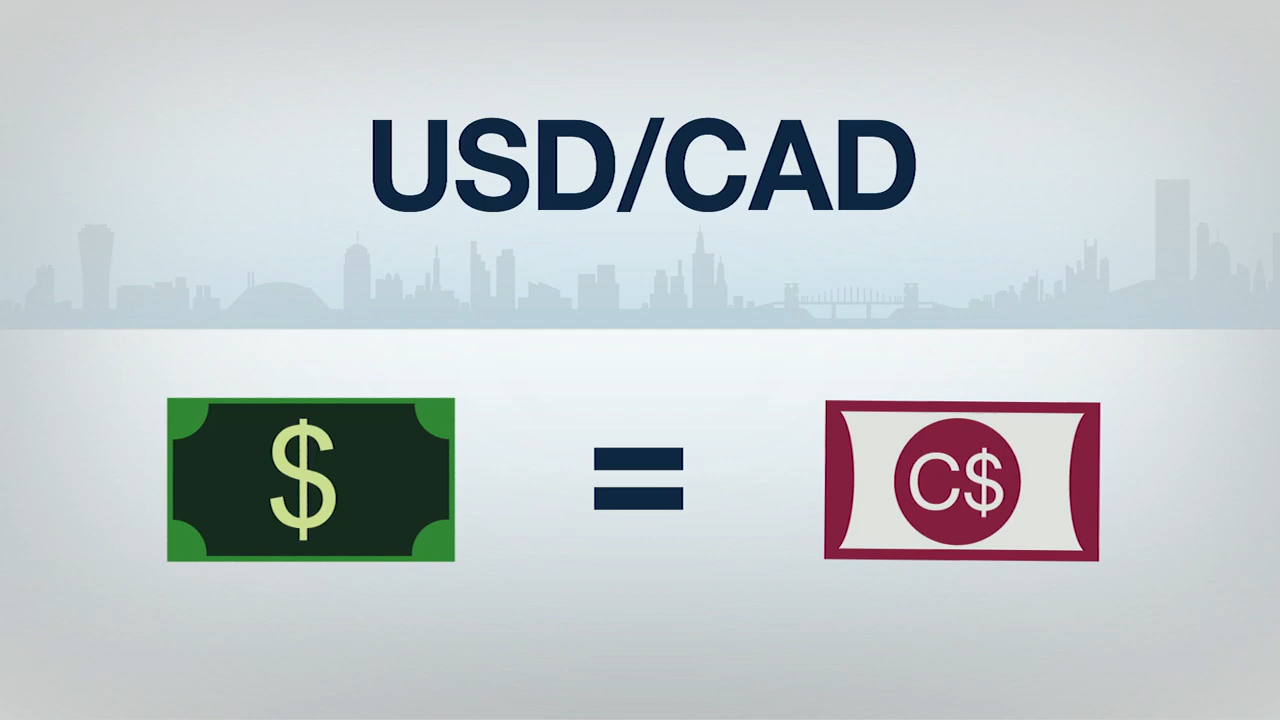 USD/CAD
$ = C$